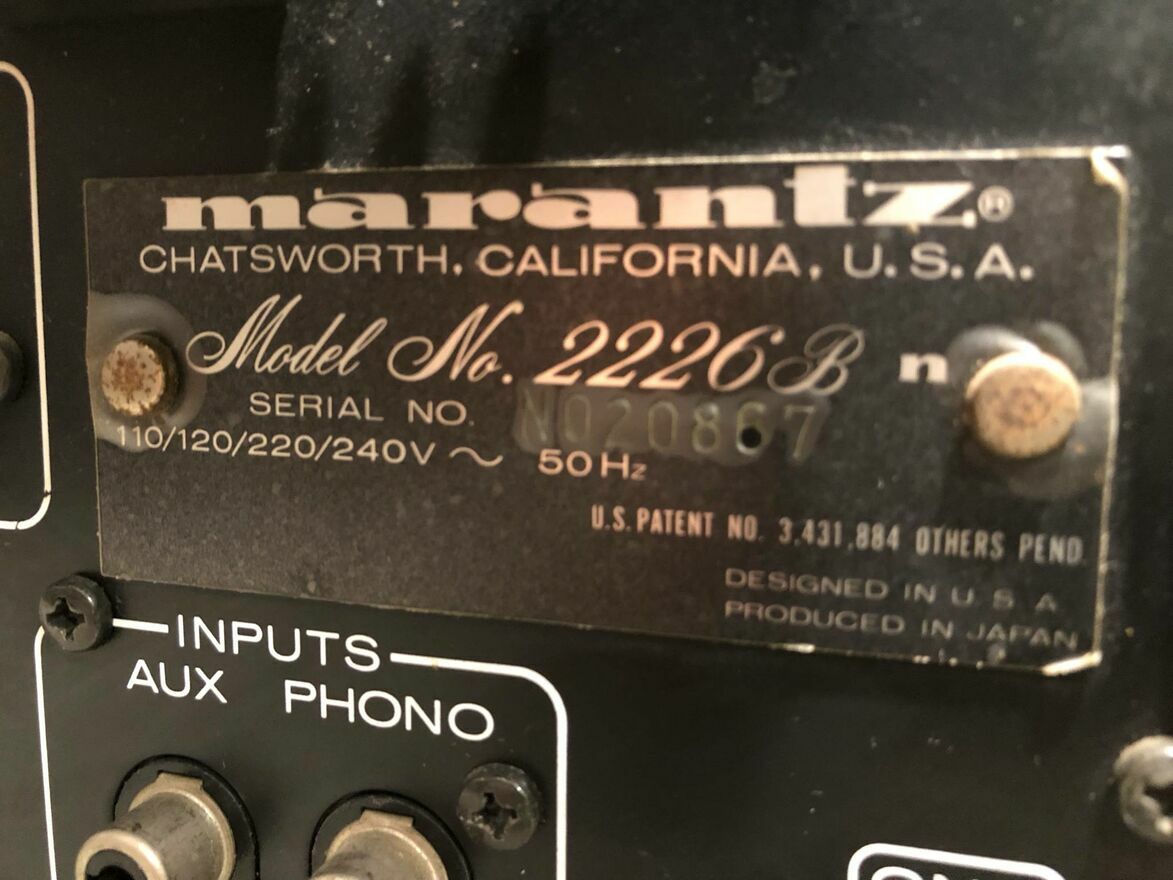 marantz®
CHATSWORTH, CALIFORNIA, U.S.A.
Model No. 2226B n
SERIAL NO. NO20867
110/120/220/240V ~ 50Hz
U.S. PATENT NO. 3,431,884 OTHERS PEND.
DESIGNED IN U.S.A.
PRODUCED IN JAPAN
INPUTS
AUX PHONO